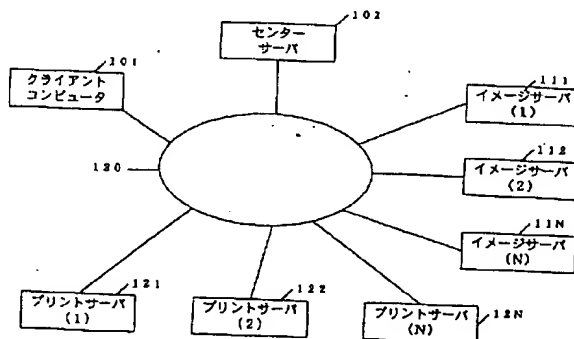 102
センター
サーバ
101
クライアント
コンピュータ
111
イメージサーバ
(1)
112
イメージサーバ
(2)
130
11N
イメージサーバ
(N)
121
プリントサーバ
(1)
122
プリントサーバ
(2)
プリントサーバ
(N)
12N